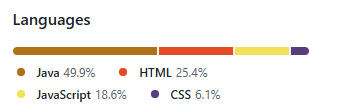 Languages
Java 49.9% HTML 25.4%
JavaScript 18.6% CSS 6.1%